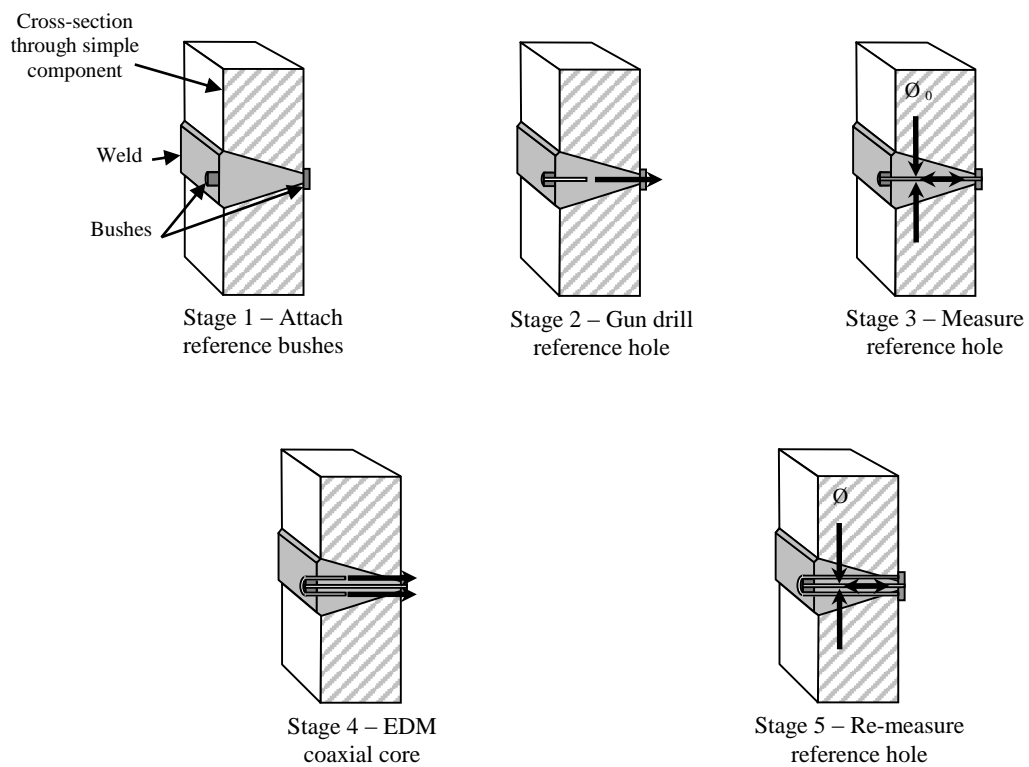 Cross-section
through simple
component
Weld
Bushes
Stage 1 – Attach
reference bushes
Stage 2 – Gun drill
reference hole
Ø 0
Stage 3 – Measure
reference hole
Stage 4 – EDM
coaxial core
Ø
Stage 5 – Re-measure
reference hole